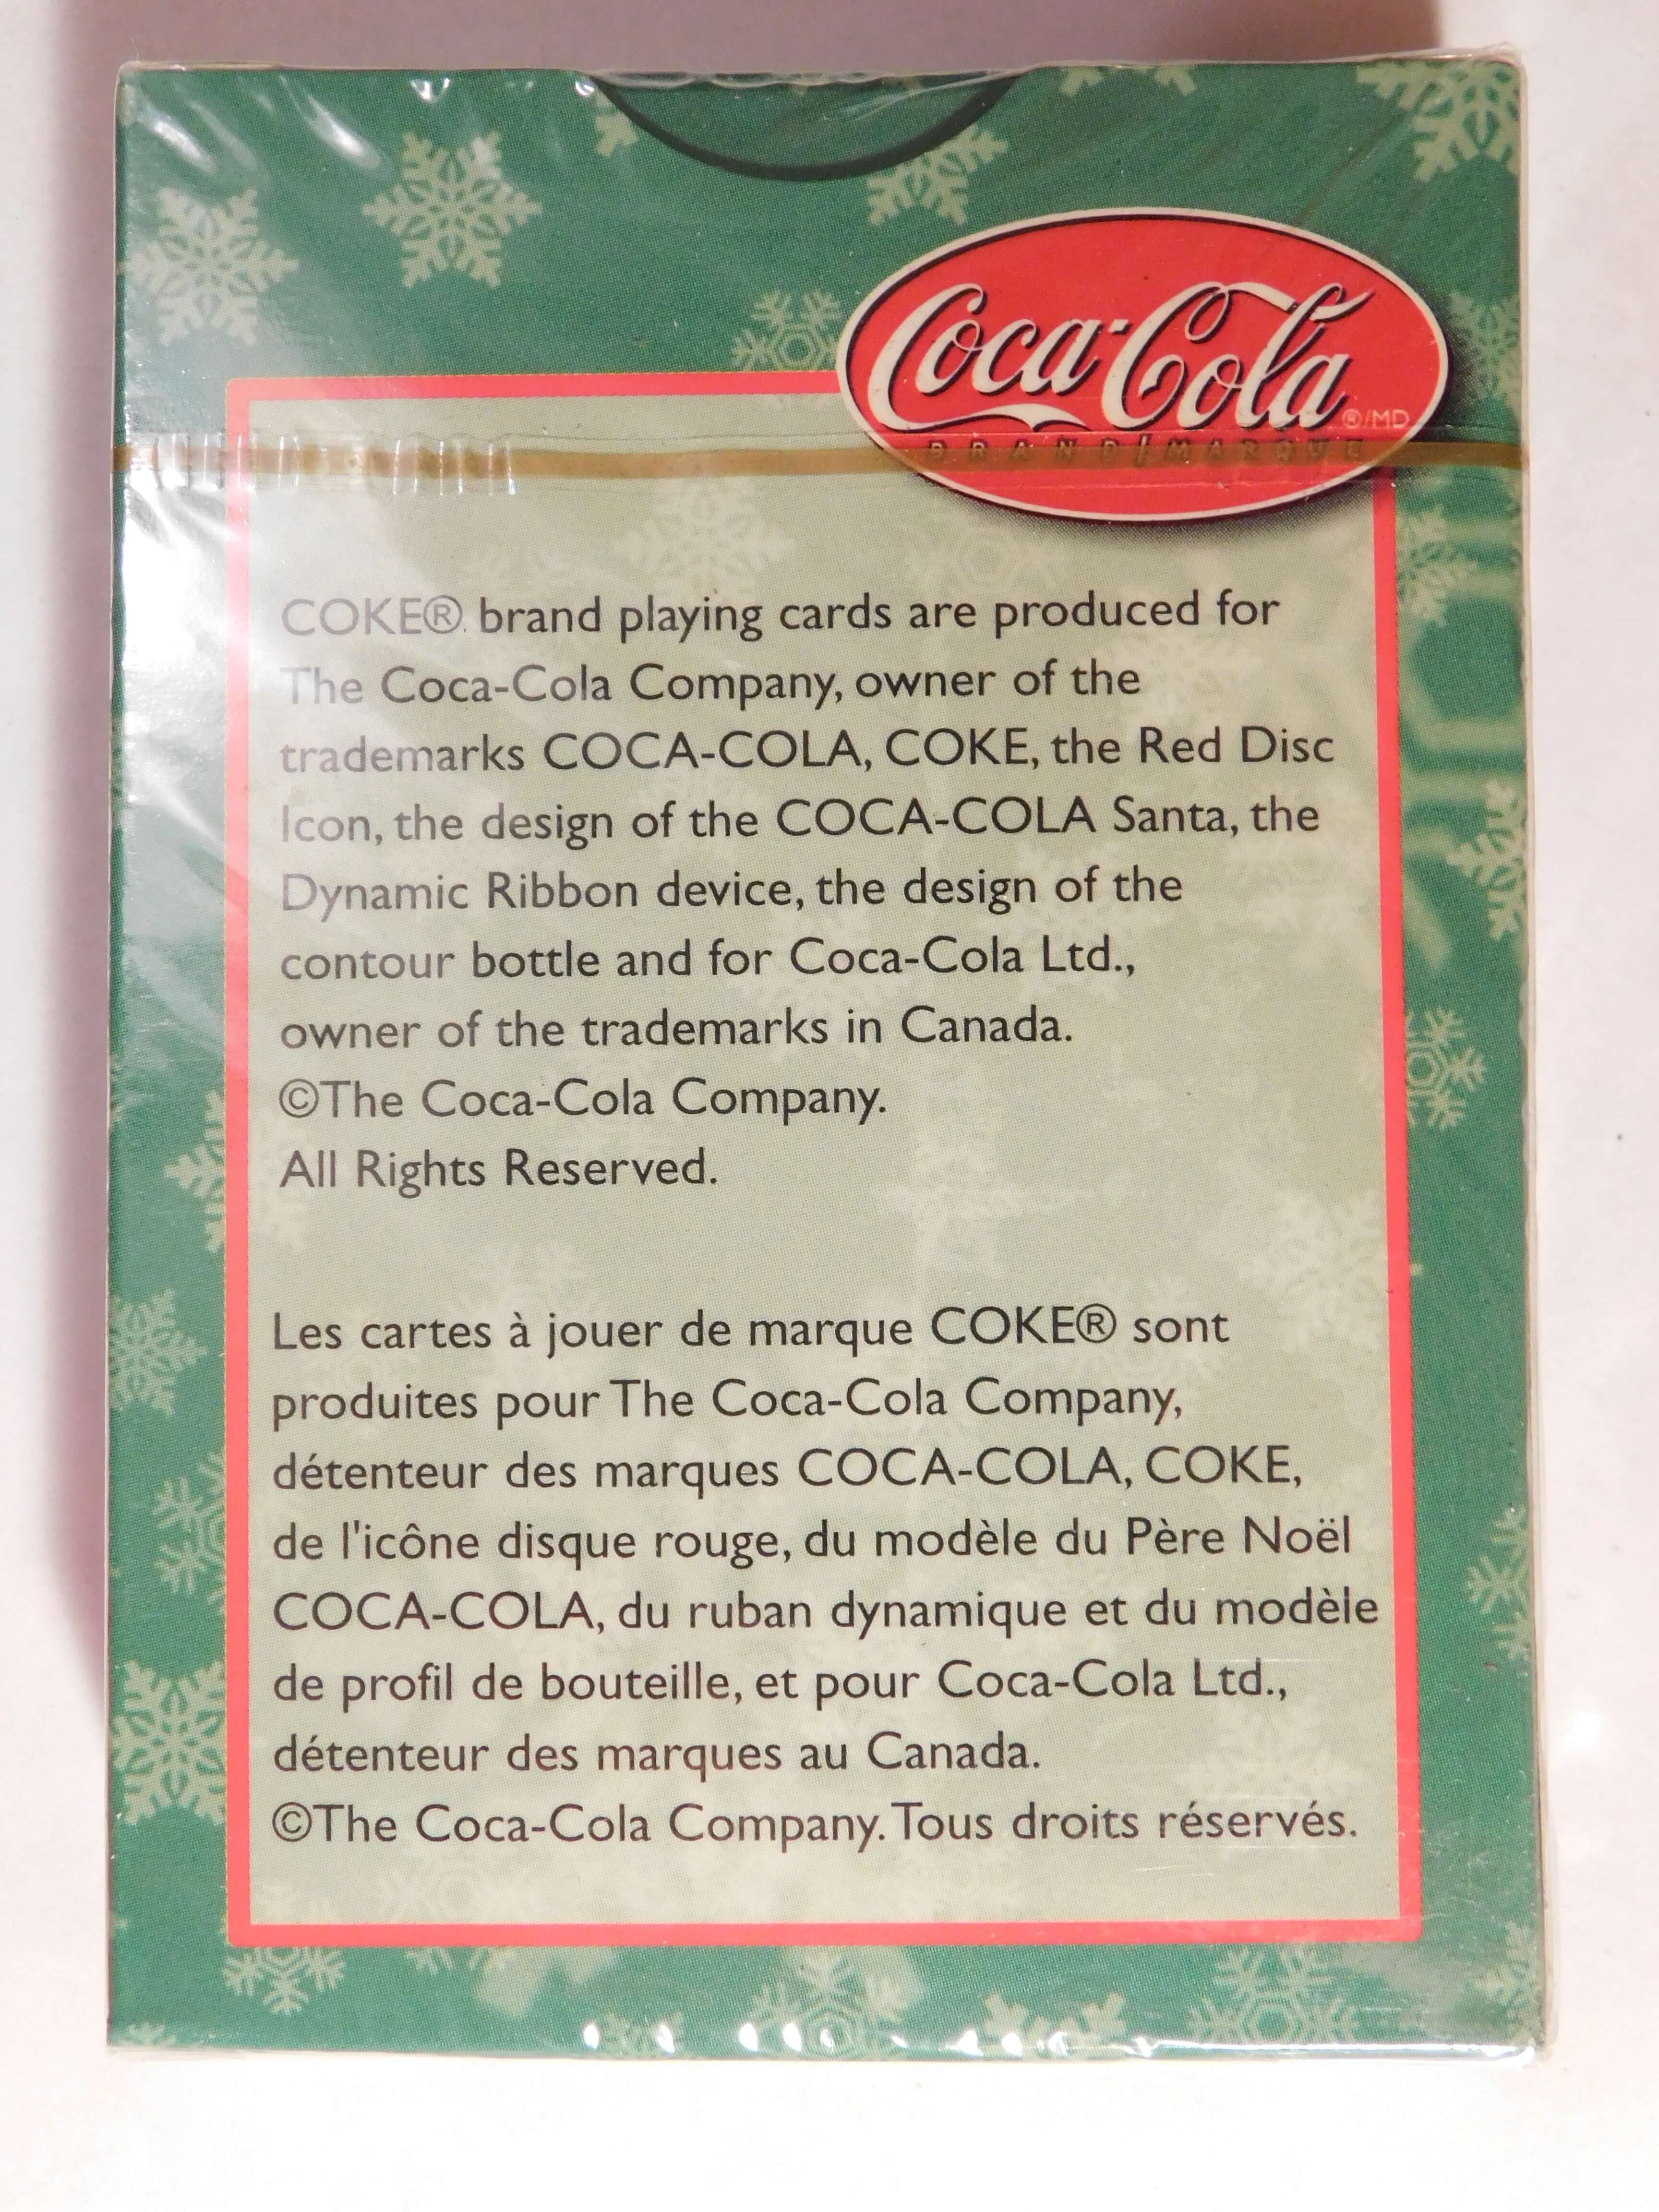 Coca-Cola ®/MD
BRAND/MARQUE
COKE® brand playing cards are produced for
The Coca-Cola Company, owner of the
trademarks COCA-COLA, COKE, the Red Disc
Icon, the design of the COCA-COLA Santa, the
Dynamic Ribbon device, the design of the
contour bottle and for Coca-Cola Ltd.,
owner of the trademarks in Canada.
©The Coca-Cola Company.
All Rights Reserved.
Les cartes à jouer de marque COKE® sont
produites pour The Coca-Cola Company,
détenteur des marques COCA-COLA, COKE,
de l'icône disque rouge, du modèle du Père Noël
COCA-COLA, du ruban dynamique et du modèle
de profil de bouteille, et pour Coca-Cola Ltd.,
détenteur des marques au Canada.
©The Coca-Cola Company. Tous droits réservés.